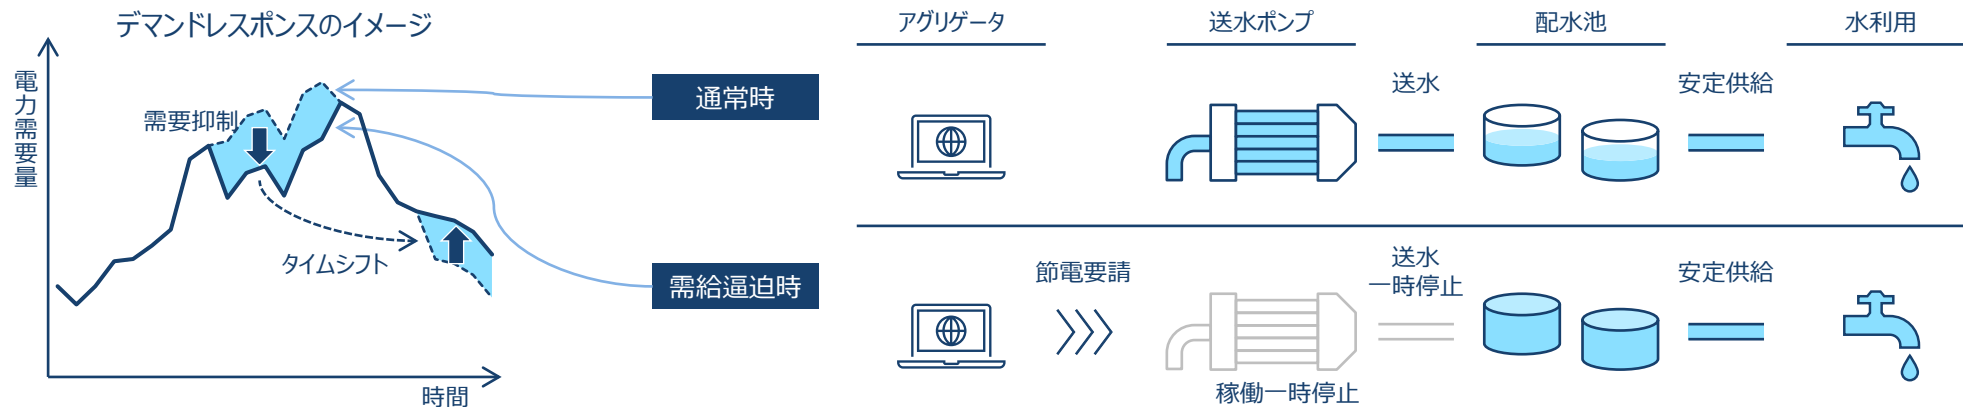 デマンドレスポンスのイメージ
電力需要量
需要抑制
タイムシフト
時間
通常時
需給逼迫時
アグリゲータ
送水ポンプ
配水池
水利用
送水
安定供給
節電要請
送水
一時停止
安定供給
稼働一時停止